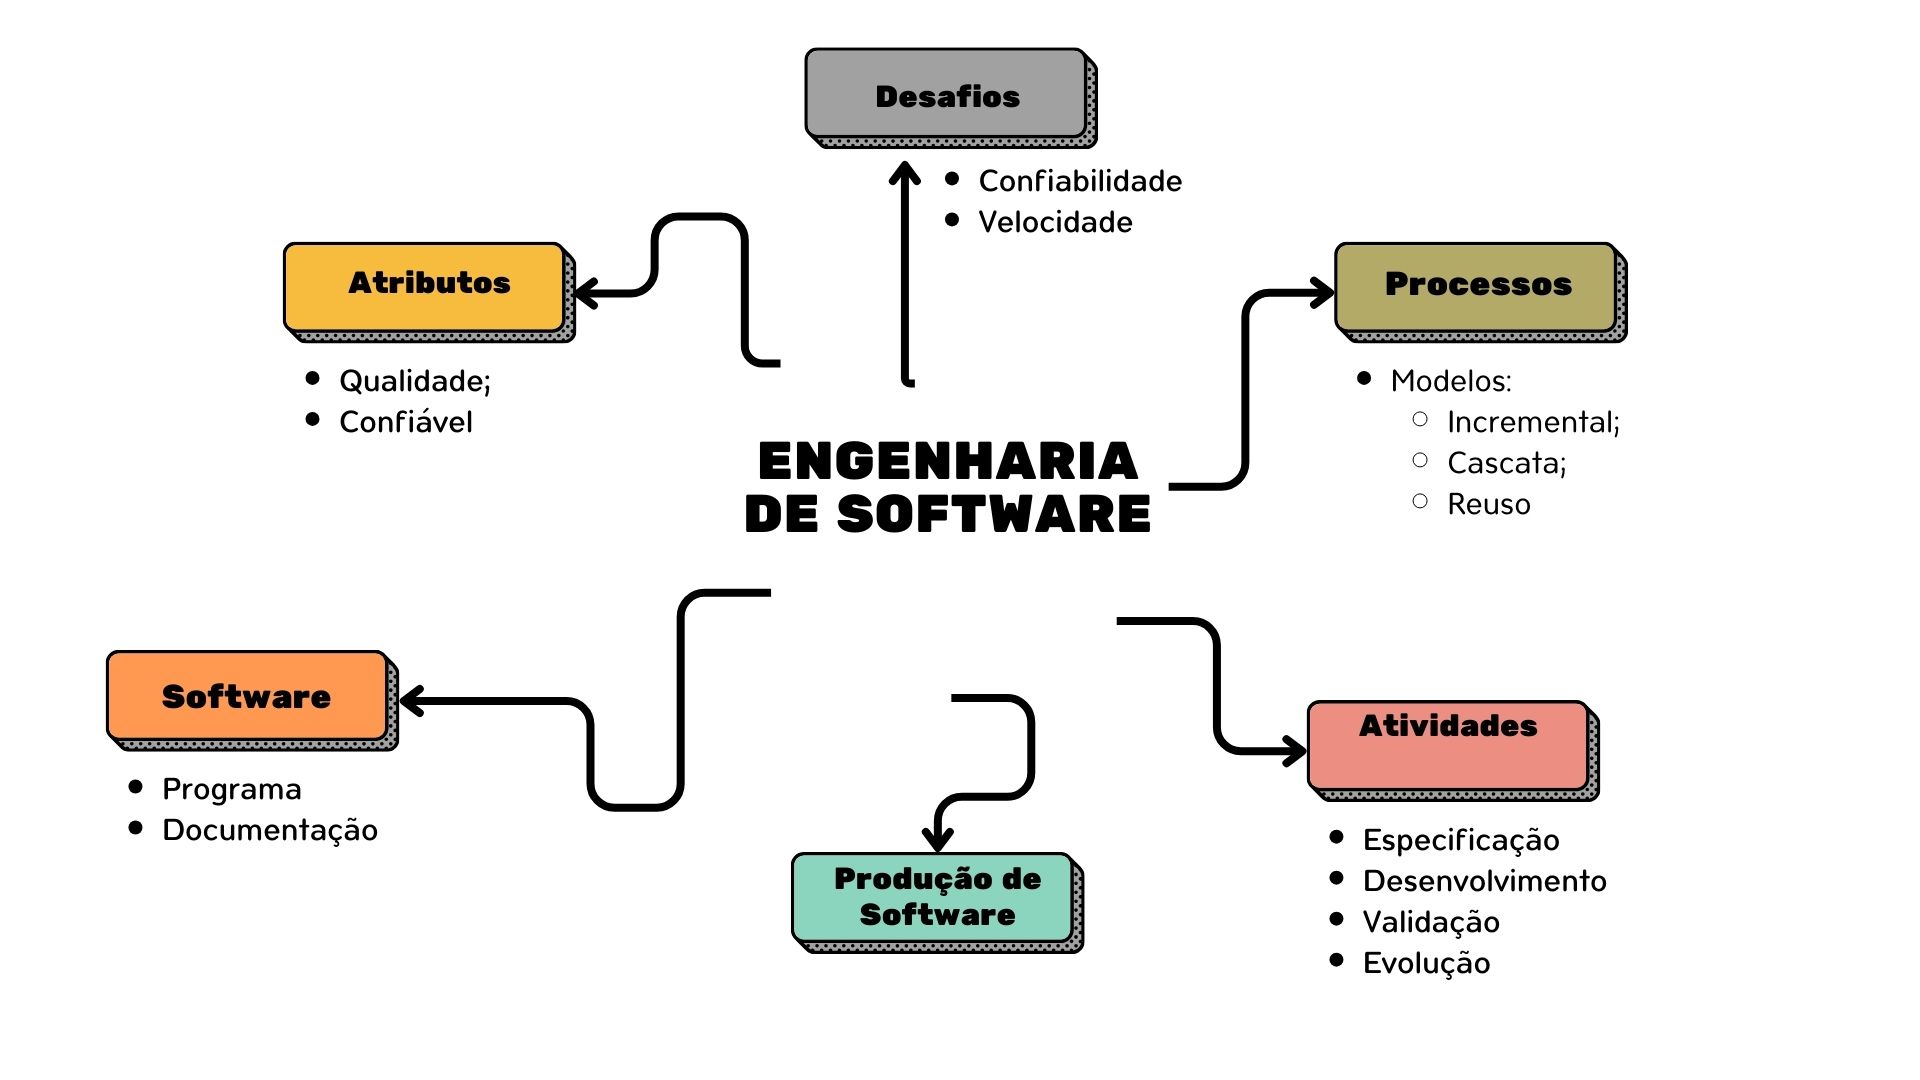 Desafios
• Confiabilidade
• Velocidade
Atributos
• Qualidade;
• Confiável
Processos
• Modelos:
○ Incremental;
○ Cascata;
○ Reuso
ENGENHARIA
DE SOFTWARE
Software
• Programa
• Documentação
Produção de
Software
Atividades
• Especificação
• Desenvolvimento
• Validação
• Evolução